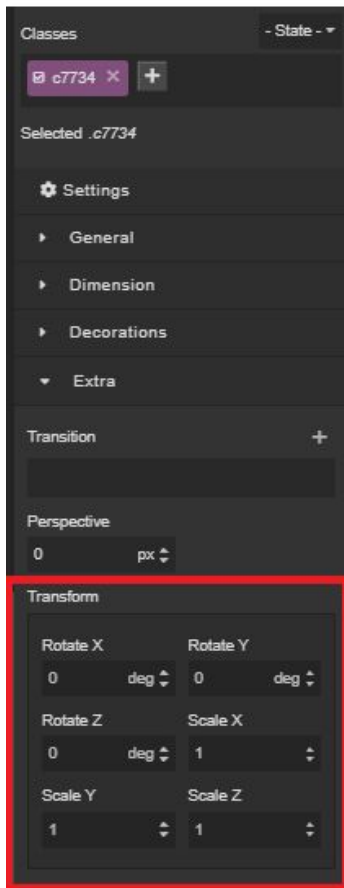 Classes - State -
c7734
Selected .c7734
Settings
General
Dimension
Decorations
Extra
Transition
Perspective
0 px
Transform
Rotate X Rotate Y
0 deg 0 deg
Rotate Z Scale X
0 deg 1
Scale Y Scale Z
1 1